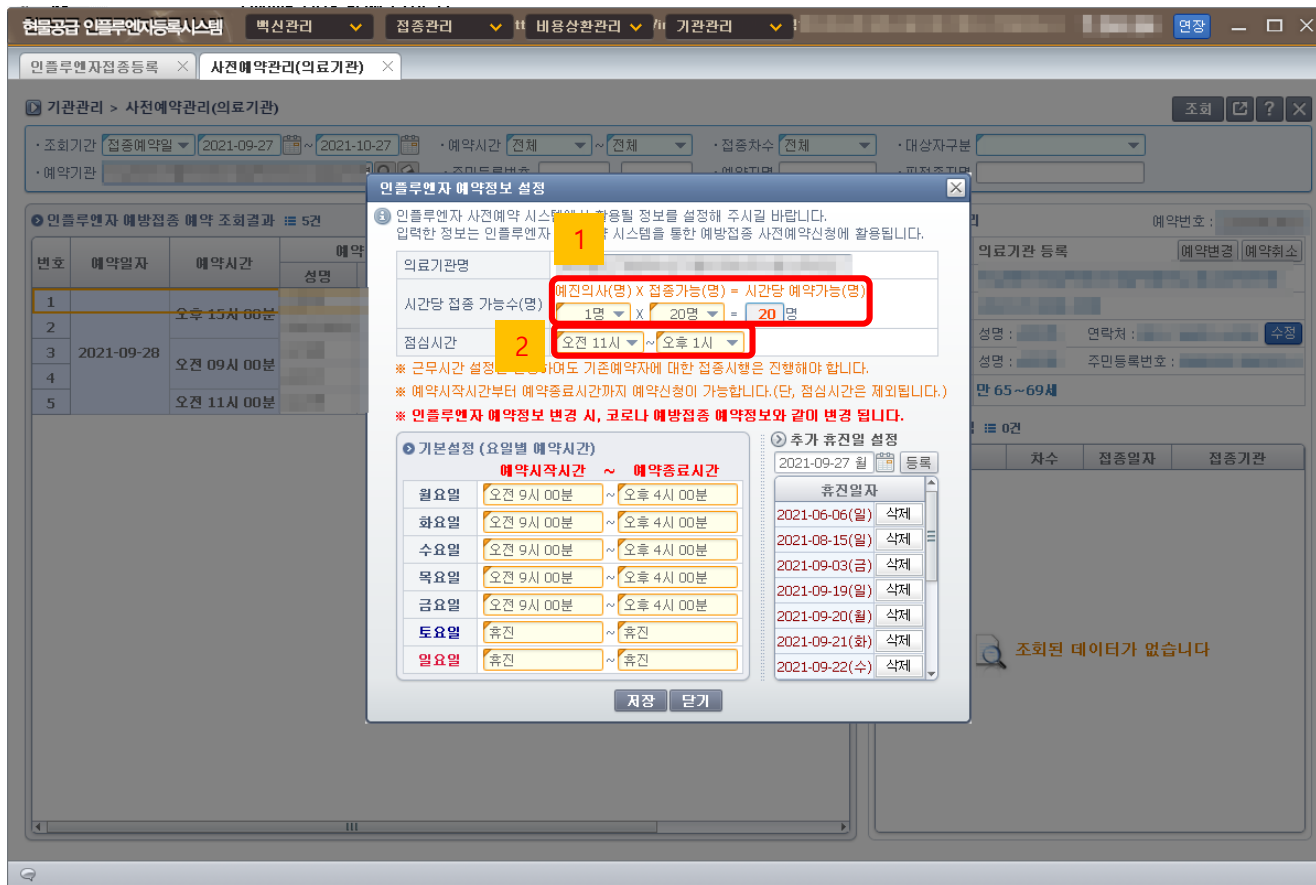 현물공급 인플루엔자등록시스템 백신관리 접종관리 tt 비용상환관리 기관관리 연장
인플루엔자접종등록 사전예약관리(의료기관)
기관관리 > 사전예약관리(의료기관) 조회 ?
· 조회기간 접종예약일 2021-09-27 ~ 2021-10-27 · 예약시간 전체 ~ 전체 · 접종차수 전체 · 대상자구분
· 예약기관 · 주민등록번호 · 예약자명 · 피접종자명
인플루엔자 예방접종 예약 조회결과 5건
번호 예약일자 예약시간 예약
성명
1
2 오후 15시 00분
3 2021-09-28
4 오전 09시 00분
5 오전 11시 00분
인플루엔자 예약정보 설정
인플루엔자 사전예약 시스템에서 활용될 정보를 설정해 주시길 바랍니다.
입력한 정보는 인플루엔자 시스템을 통한 예방접종 사전예약신청에 활용됩니다.
1
의료기관명
시간당 접종 가능수(명) 예진의사(명) X 접종가능(명) = 시간당 예약가능(명)
1명 X 20명 = 20 명
2
점심시간 오전 11시 ~ 오후 1시
※ 근무시간 설정을 하여도 기존예약자에 대한 접종시행은 진행해야 합니다.
※ 예약시작시간부터 예약종료시간까지 예약신청이 가능합니다.(단, 점심시간은 제외됩니다.)
※ 인플루엔자 예약정보 변경 시, 코로나 예방접종 예약정보와 같이 변경 됩니다.
기본설정 (요일별 예약시간)
예약시작시간 ~ 예약종료시간
월요일 오전 9시 00분 ~ 오후 4시 00분
화요일 오전 9시 00분 ~ 오후 4시 00분
수요일 오전 9시 00분 ~ 오후 4시 00분
목요일 오전 9시 00분 ~ 오후 4시 00분
금요일 오전 9시 00분 ~ 오후 4시 00분
토요일 휴진 ~ 휴진
일요일 휴진 ~ 휴진
추가 휴진일 설정
2021-09-27 월 등록
휴진일자
2021-06-06(일) 삭제
2021-08-15(일) 삭제
2021-09-03(금) 삭제
2021-09-19(일) 삭제
2021-09-20(월) 삭제
2021-09-21(화) 삭제
2021-09-22(수) 삭제
저장 닫기
예약번호 :
의료기관 등록 예약변경 예약취소
성명 : 연락처 : 수정
성명 : 주민등록번호 :
만 65~69세
0건
차수 접종일자 접종기관
조회된 데이터가 없습니다